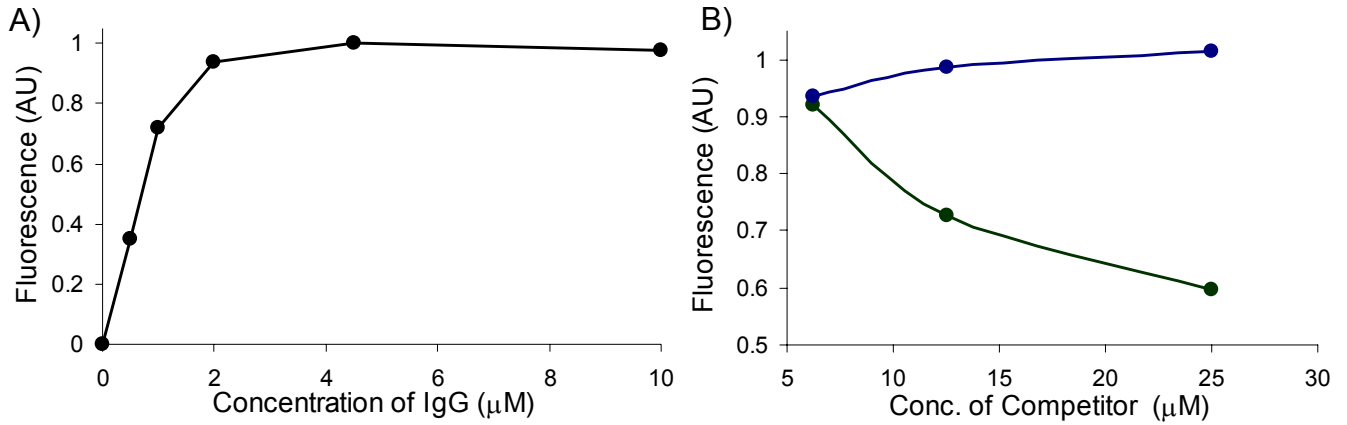 A)
Fluorescence (AU)
1
0.8
0.6
0.4
0.2
0
0 2 4 6 8 10
Concentration of IgG (μM)
B)
Fluorescence (AU)
1
0.9
0.8
0.7
0.6
0.5
5 10 15 20 25 30
Conc. of Competitor (μM)